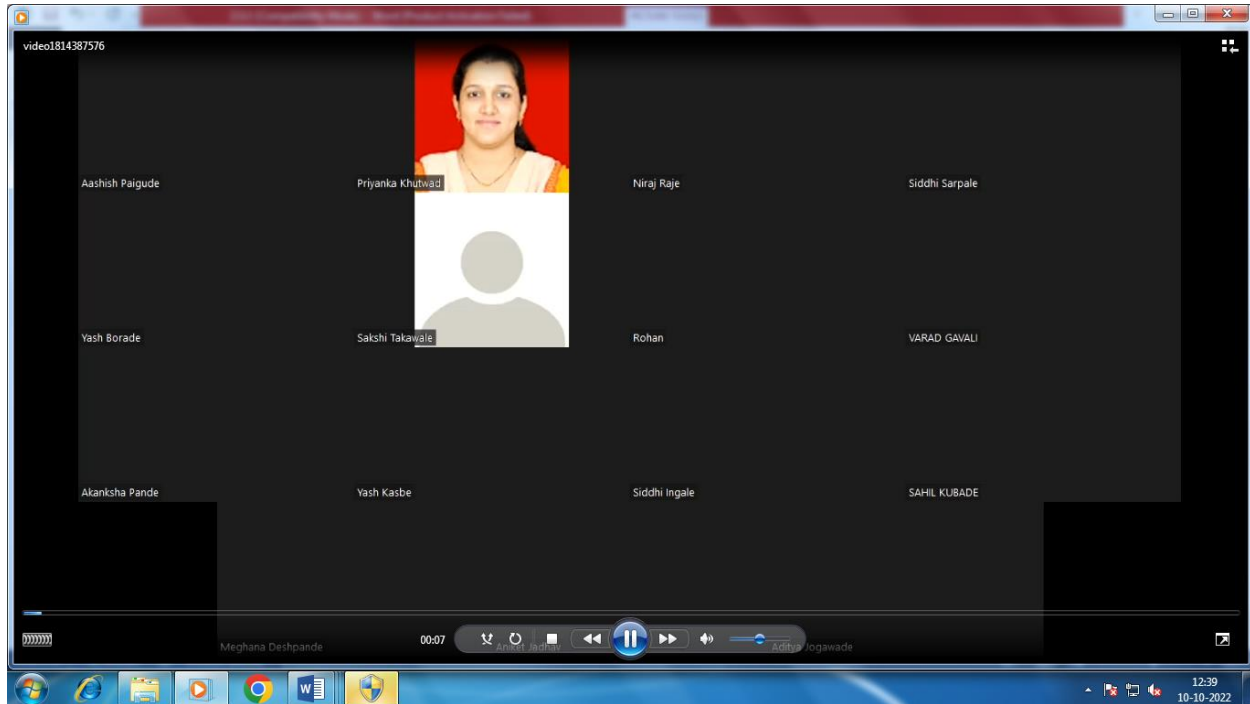 video1814387576
Aashish Paigude
Priyanka Khutwad
Niraj Raje
Siddhi Sarpale
Yash Borade
Sakshi Takawale
Rohan
VARAD GAVALI
Akanksha Pande
Yash Kasbe
Siddhi Ingale
SAHIL KUBADE
00:07
Meghana Deshpande
Aniket Jadhav
Aditya Jogawade
12:39
10-10-2022